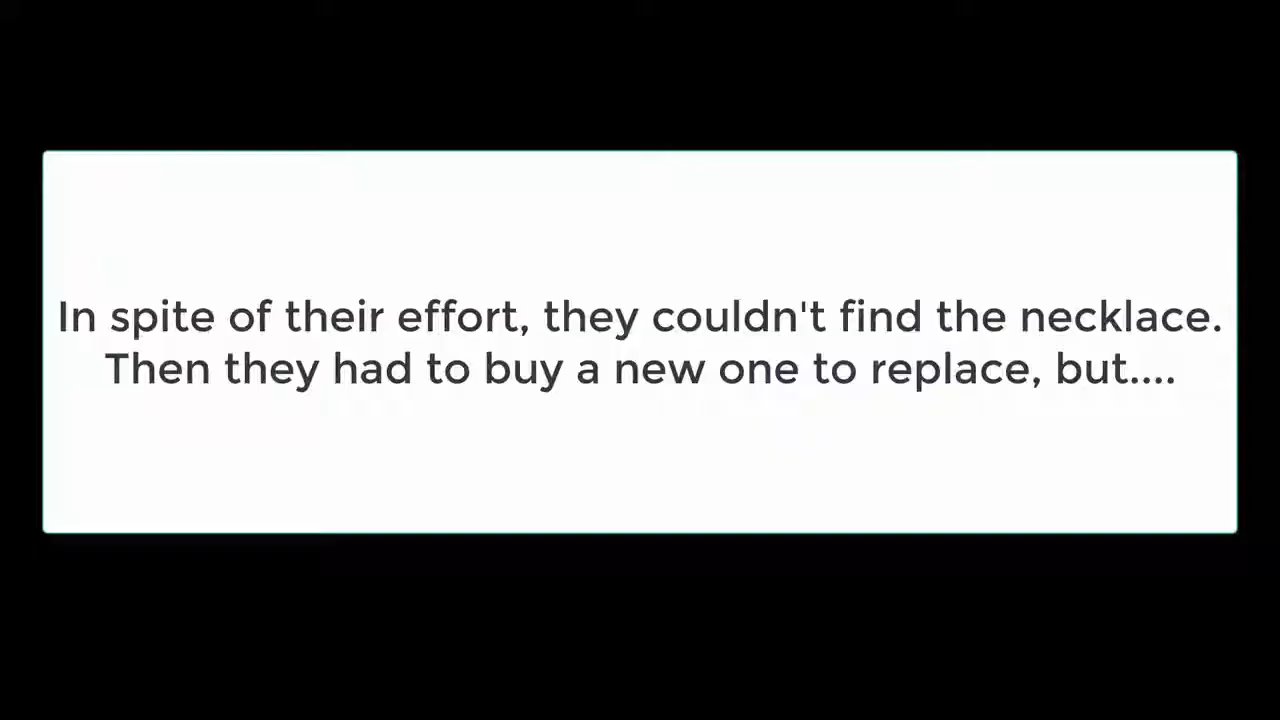 In spite of their effort, they couldn't find the necklace.
Then they had to buy a new one to replace, but....